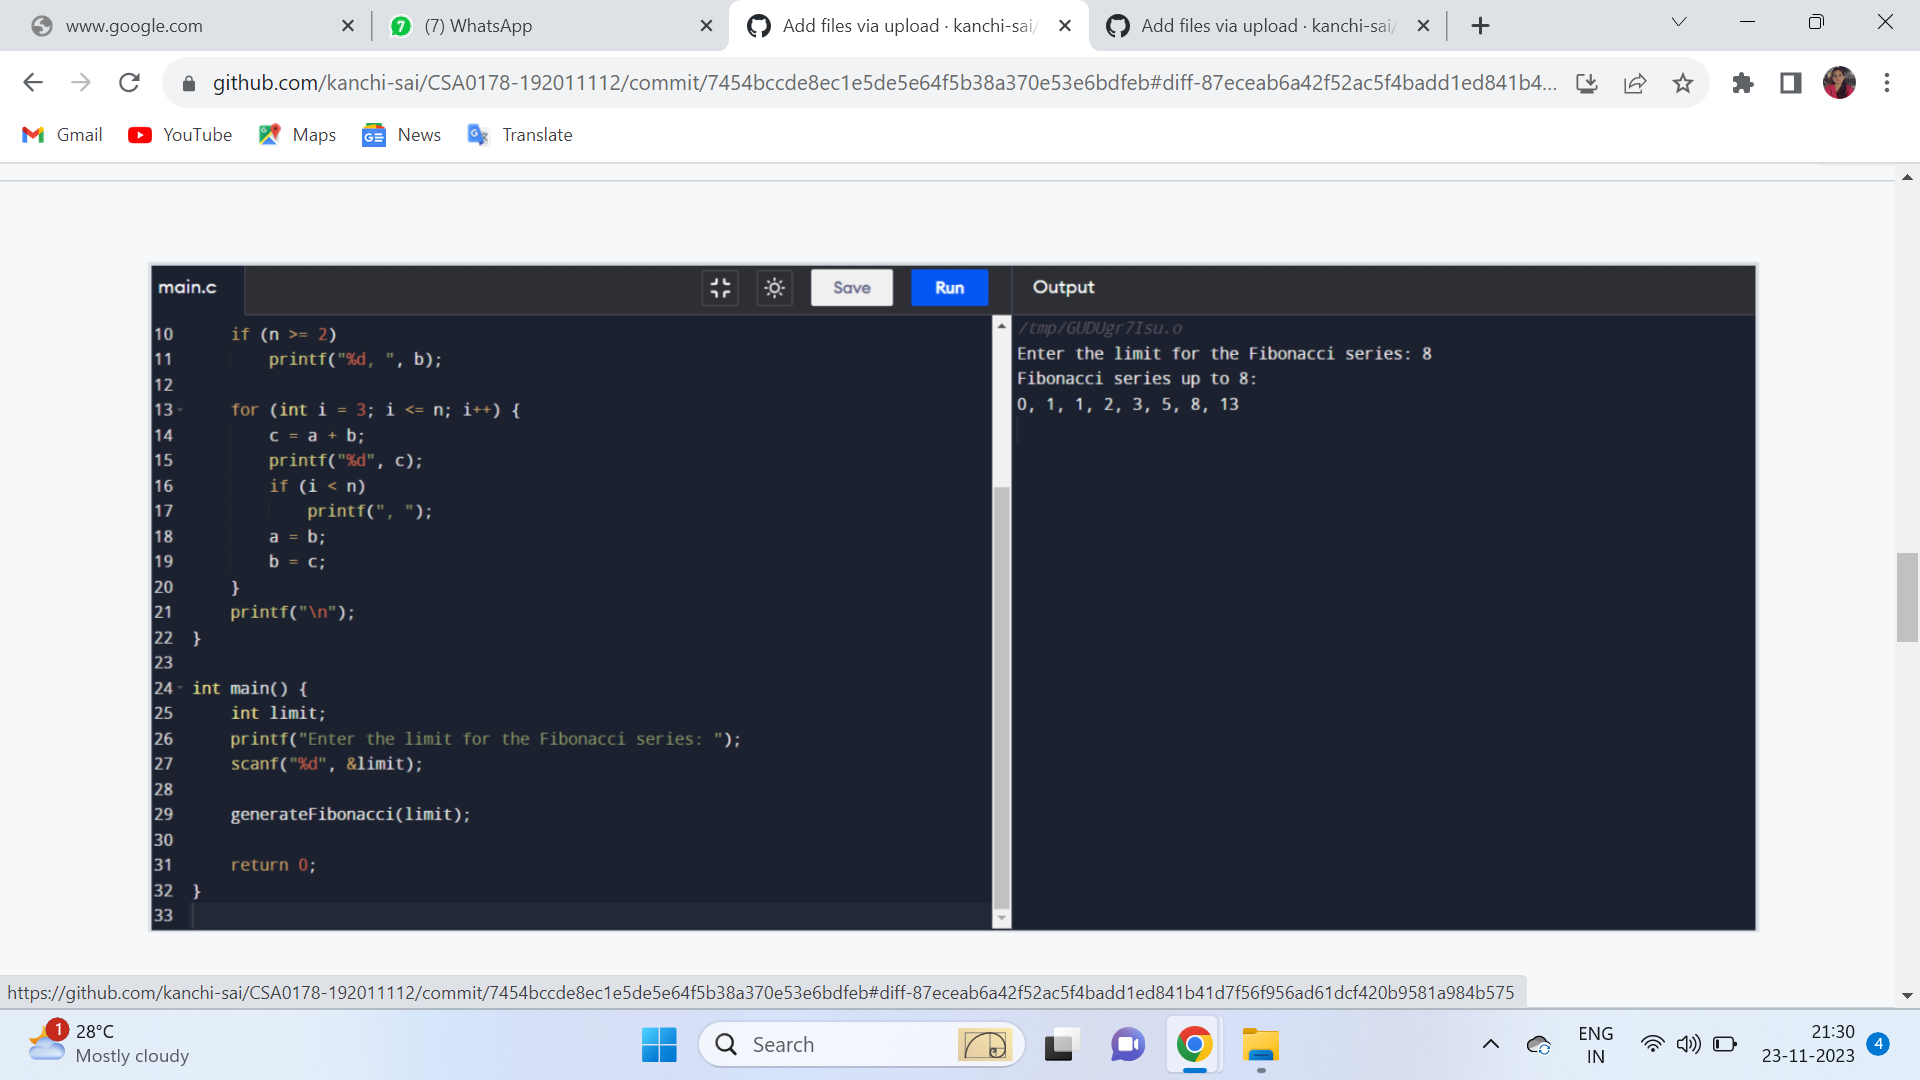 www.google.com
(7) WhatsApp
Add files via upload · kanchi-sai/
Add files via upload · kanchi-sai/
github.com/kanchi-sai/CSA0178-192011112/commit/7454bccde8ec1e5de5e64f5b38a370e53e6bdfeb#diff-87eceab6a42f52ac5f4badd1ed841b4...
Gmail YouTube Maps News Translate
main.c Save Run Output
10 if (n >= 2)
11 printf("%d, ", b);
12
13 for (int i = 3; i <= n; i++) {
14 c = a + b;
15 printf("%d", c);
16 if (i < n)
17 printf(", ");
18 a = b;
19 b = c;
20 }
21 printf("\n");
22 }
23
24 int main() {
25 int limit;
26 printf("Enter the limit for the Fibonacci series: ");
27 scanf("%d", &limit);
28
29 generateFibonacci(limit);
30
31 return 0;
32 }
33
/tmp/GUDUgr7Isu.o
Enter the limit for the Fibonacci series: 8
Fibonacci series up to 8:
0, 1, 1, 2, 3, 5, 8, 13
https://github.com/kanchi-sai/CSA0178-192011112/commit/7454bccde8ec1e5de5e64f5b38a370e53e6bdfeb#diff-87eceab6a42f52ac5f4badd1ed841b41d7f56f956ad61dcf420b9581a984b575
1
28°C
Mostly cloudy
Search
ENG
IN
21:30
23-11-2023
4